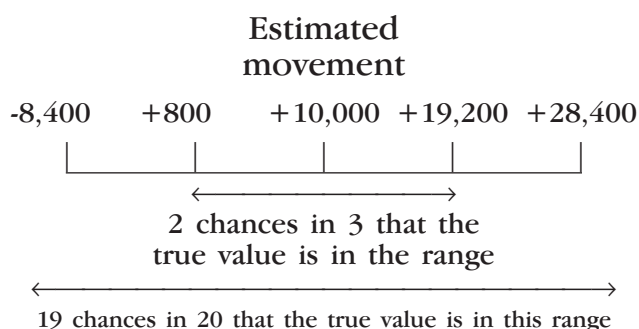 Estimated
movement
-8,400 +800 +10,000 +19,200 +28,400
2 chances in 3 that the
true value is in the range
19 chances in 20 that the true value is in this range